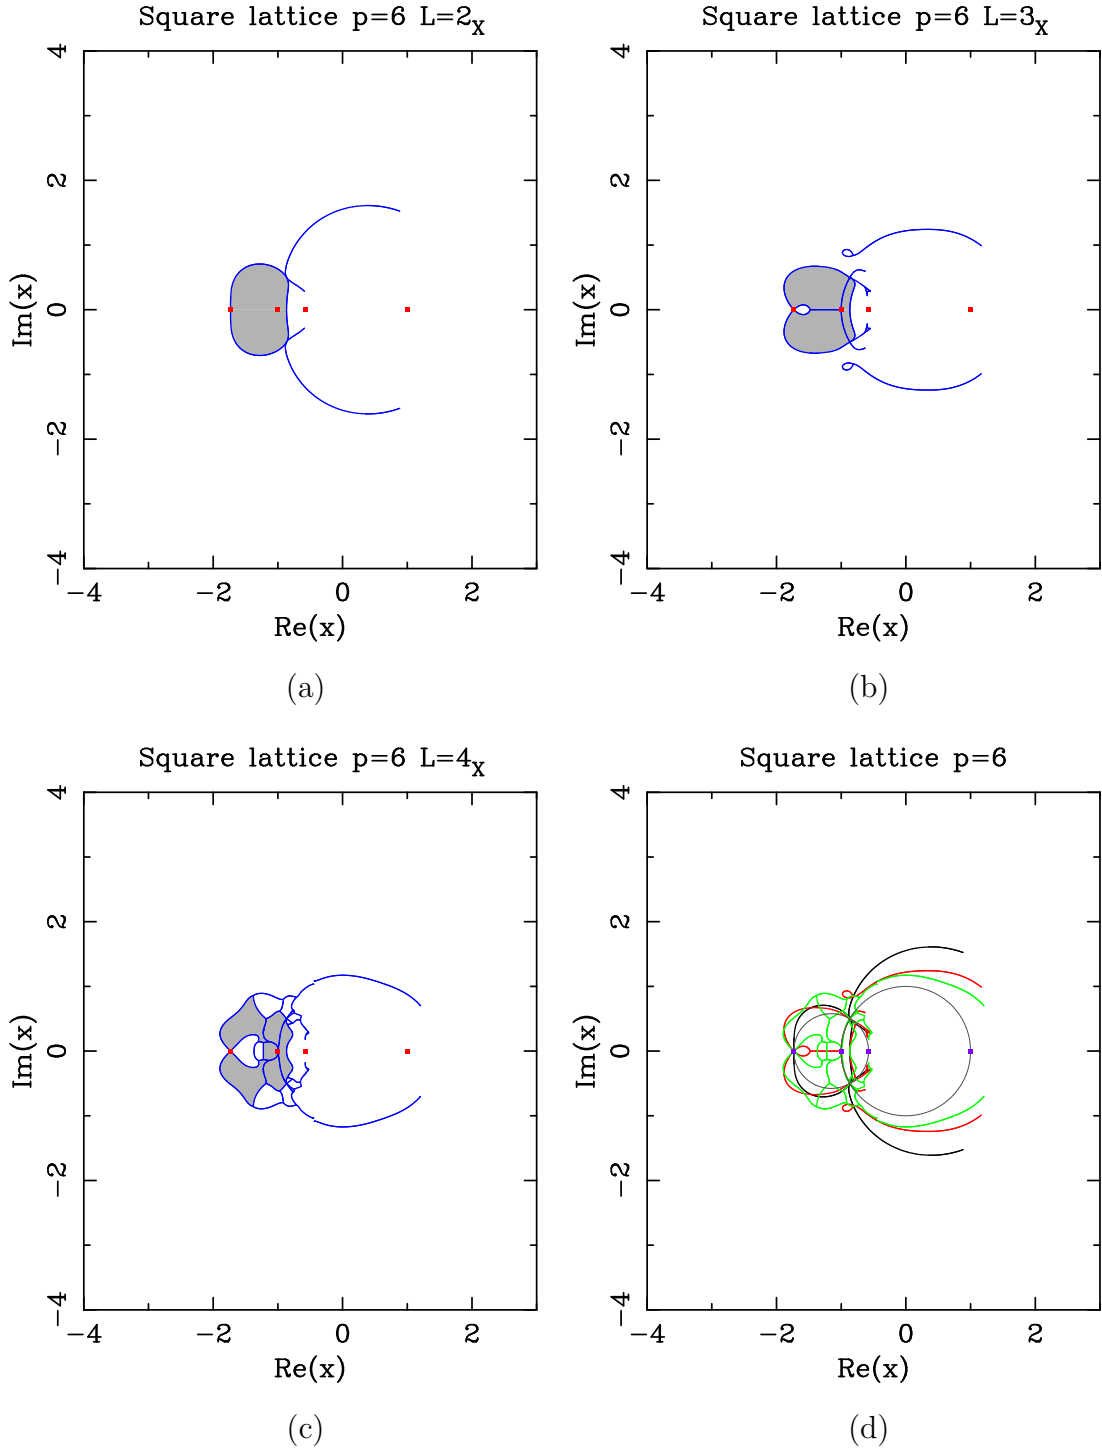 Square lattice p=6 L=2x
Square lattice p=6 L=3x
4
2
0
−2
−4
Im(x)
−4 −2 0 2
Re(x)
(a)
4
2
0
−2
−4
Im(x)
−4 −2 0 2
Re(x)
(b)
Square lattice p=6 L=4x
Square lattice p=6
4
2
0
−2
−4
Im(x)
−4 −2 0 2
Re(x)
(c)
4
2
0
−2
−4
Im(x)
−4 −2 0 2
Re(x)
(d)